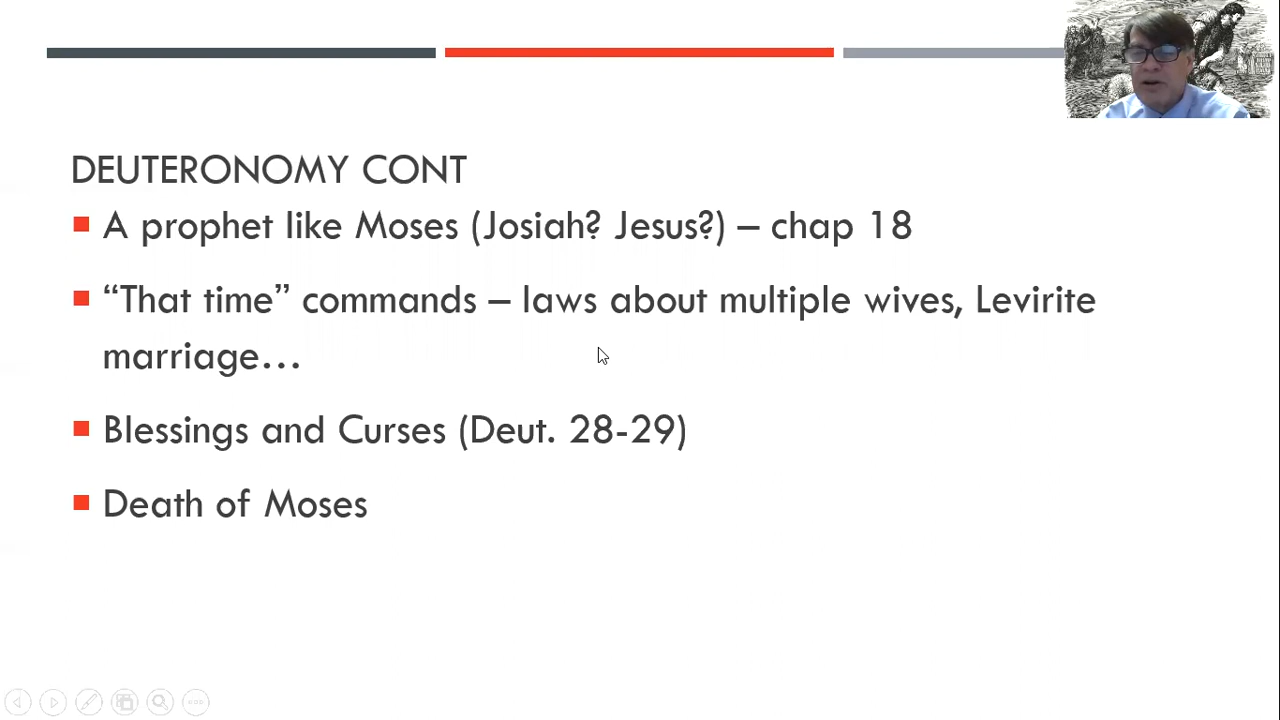 DEUTERONOMY CONT
A prophet like Moses (Josiah? Jesus?) – chap 18
“That time” commands – laws about multiple wives, Levirite
marriage…
Blessings and Curses (Deut. 28-29)
Death of Moses